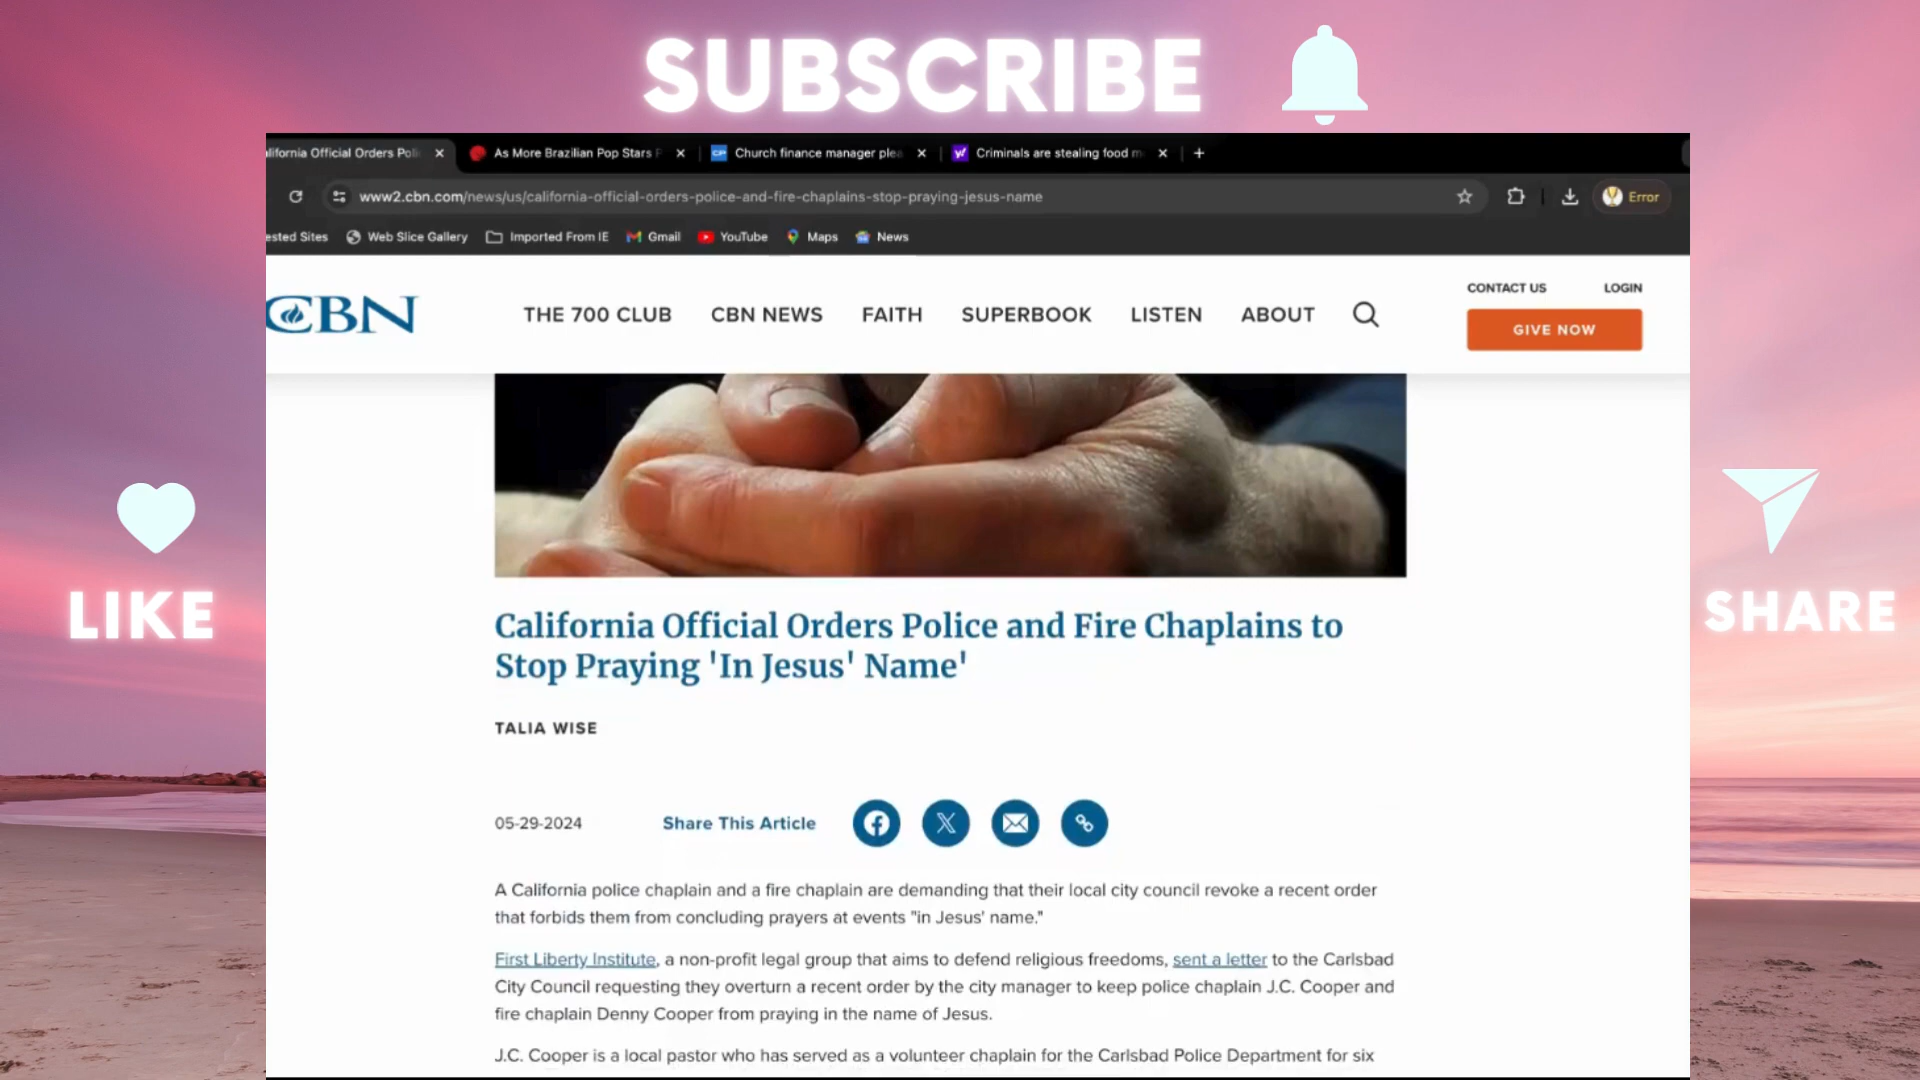 SUBSCRIBE
lifornia Official Orders Poli
As More Brazilian Pop Stars F
Church finance manager plea
Criminals are stealing food m
www2.cbn.com/news/us/california-official-orders-police-and-fire-chaplains-stop-praying-jesus-name
Error
ested Sites
Web Slice Gallery
Imported From IE
Gmail
YouTube
Maps
News
CONTACT US
LOGIN
CBN
THE 700 CLUB
CBN NEWS
FAITH
SUPERBOOK
LISTEN
ABOUT
GIVE NOW
LIKE
SHARE
California Official Orders Police and Fire Chaplains to
Stop Praying 'In Jesus' Name'
TALIA WISE
05-29-2024
Share This Article
A California police chaplain and a fire chaplain are demanding that their local city council revoke a recent order
that forbids them from concluding prayers at events "in Jesus' name."
First Liberty Institute, a non-profit legal group that aims to defend religious freedoms, sent a letter to the Carlsbad
City Council requesting they overturn a recent order by the city manager to keep police chaplain J.C. Cooper and
fire chaplain Denny Cooper from praying in the name of Jesus.
J.C. Cooper is a local pastor who has served as a volunteer chaplain for the Carlsbad Police Department for six